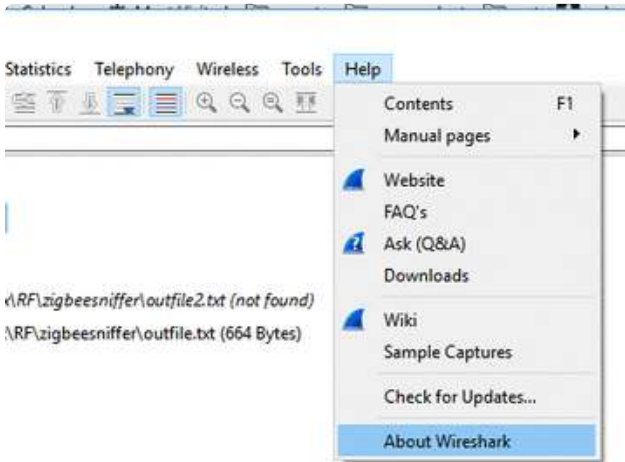 Statistics Telephony Wireless Tools Help
Contents F1
Manual pages
Website
FAQ's
Ask (Q&A)
Downloads
Wiki
Sample Captures
Check for Updates...
About Wireshark
\RF\zigbeesniffer\outfile2.txt (not found)
\RF\zigbeesniffer\outfile.txt (664 Bytes)